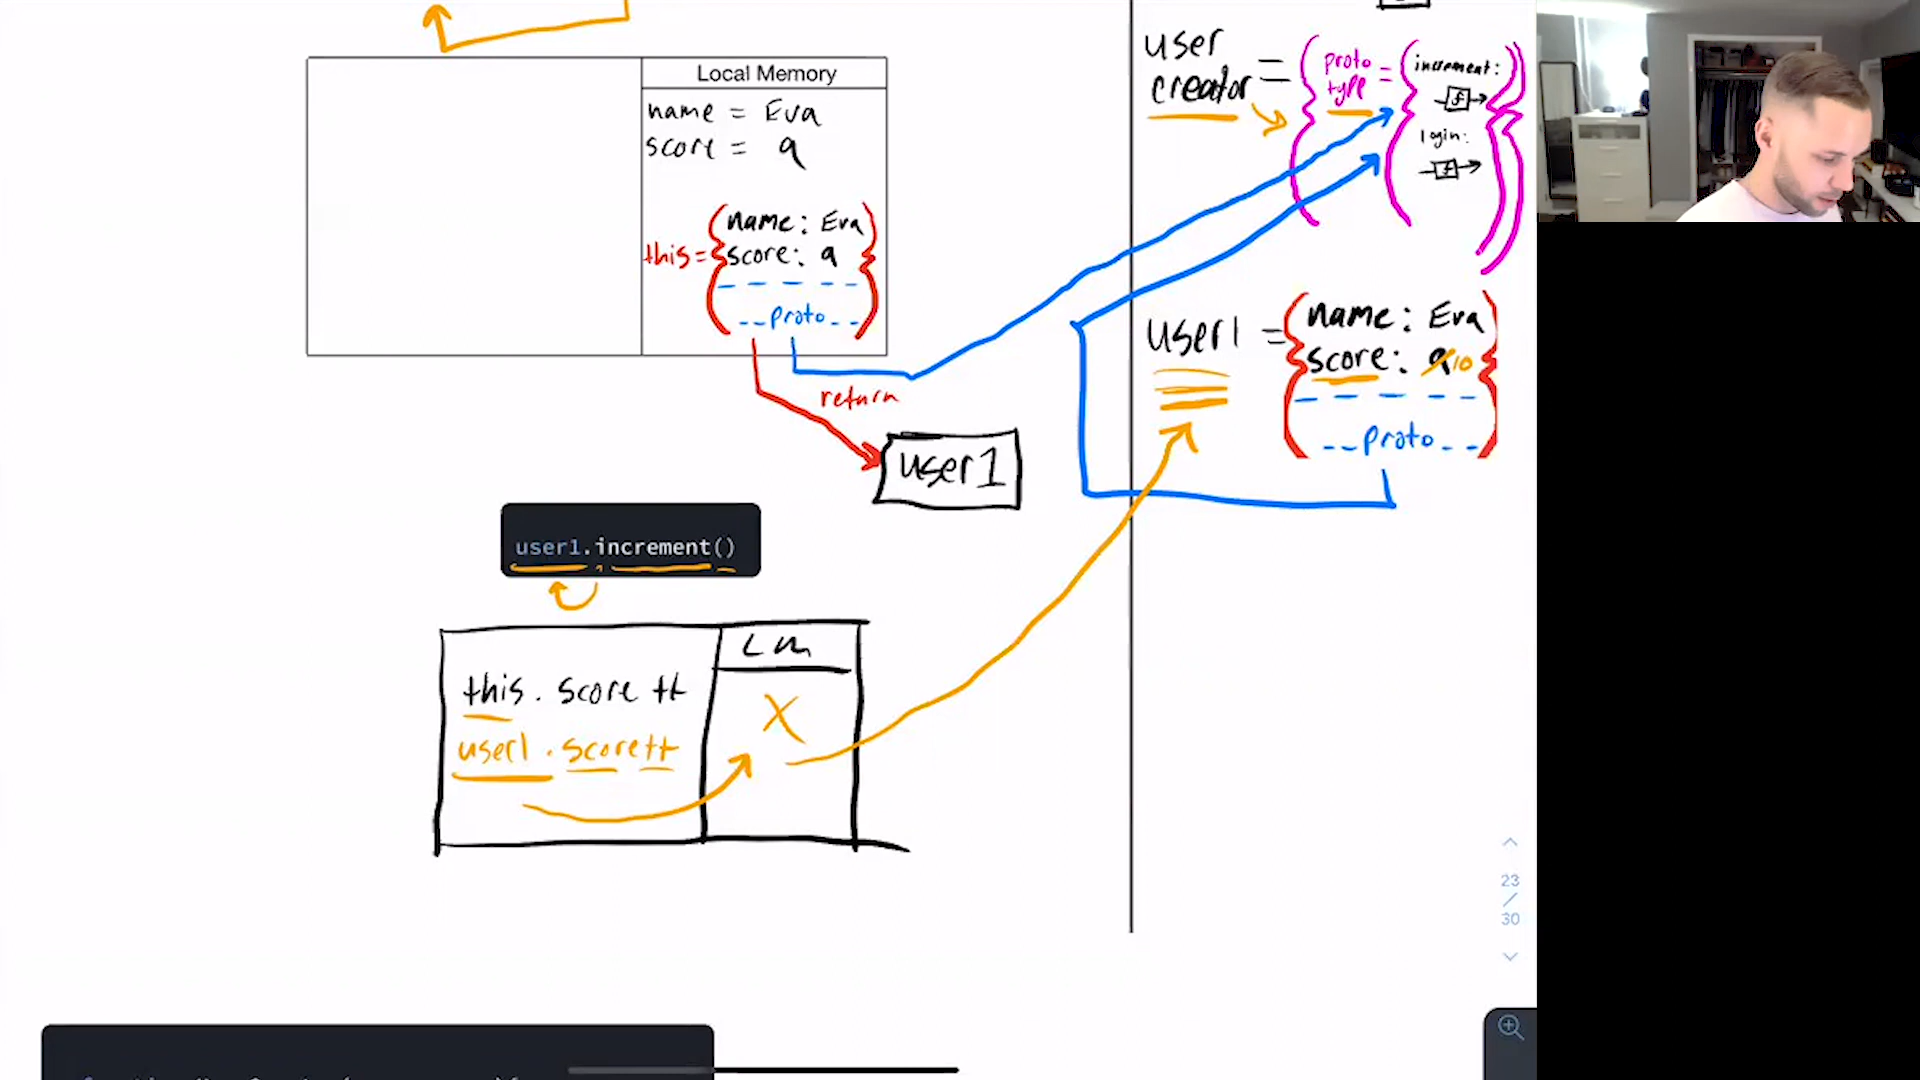 Local Memory
name = Eva
score = 9
this = { name: Eva
score: 9
__proto__ }
return
user1
user1.increment()
Lm
this.score ++
user1.score++
X
user
creator = { proto
type = { increment:
f
login:
f
user1 = { name: Eva
score: 9 10
__proto__ }
23
/
30